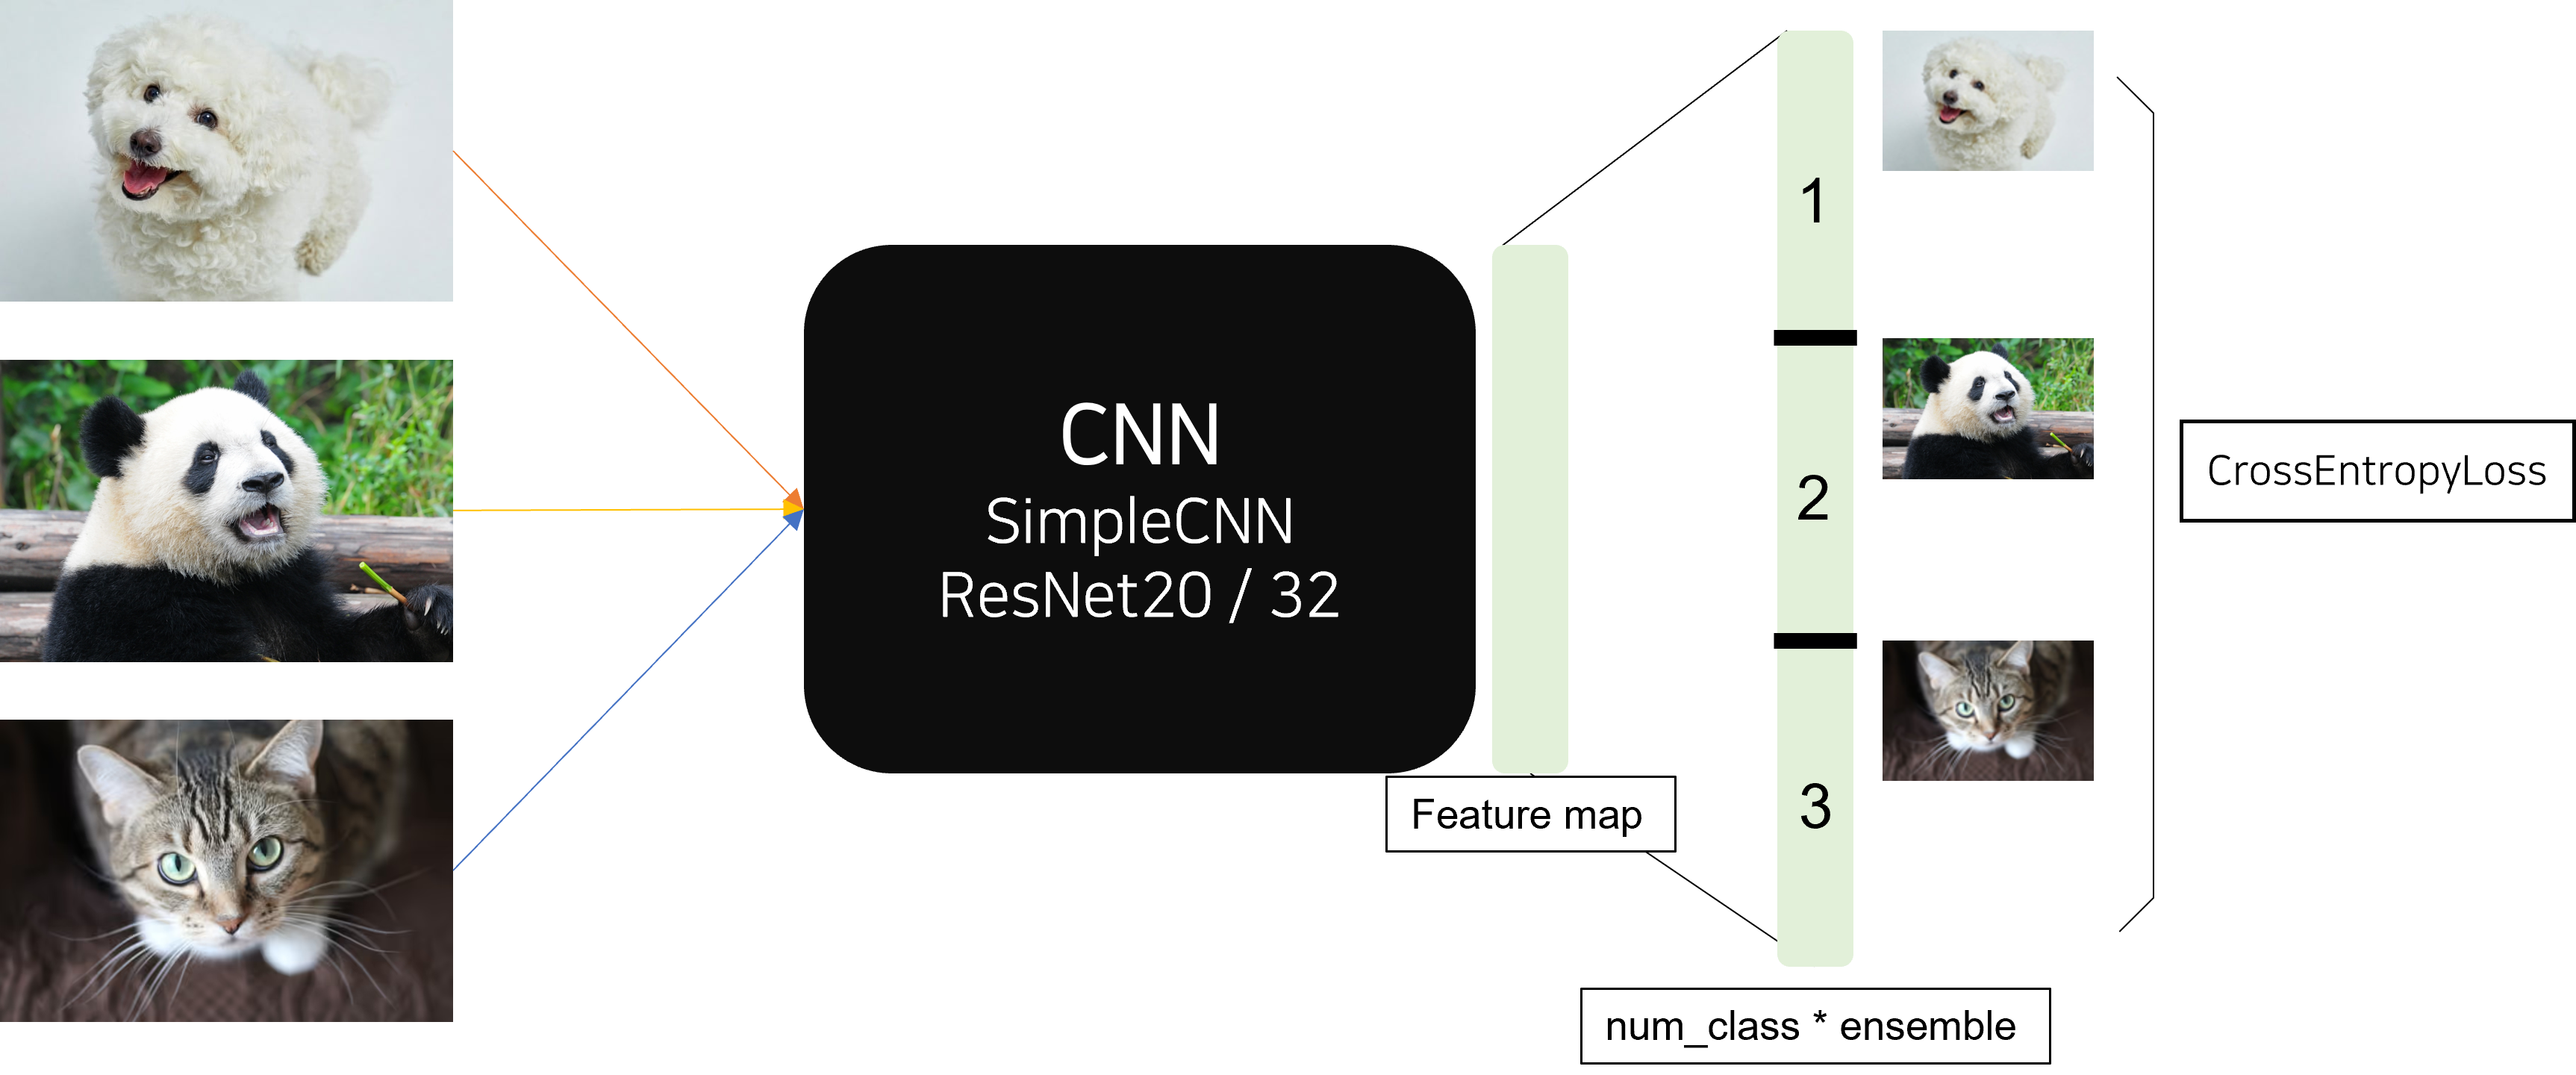 CNN
SimpleCNN
ResNet20 / 32
Feature map
1
2
3
num_class * ensemble
CrossEntropyLoss